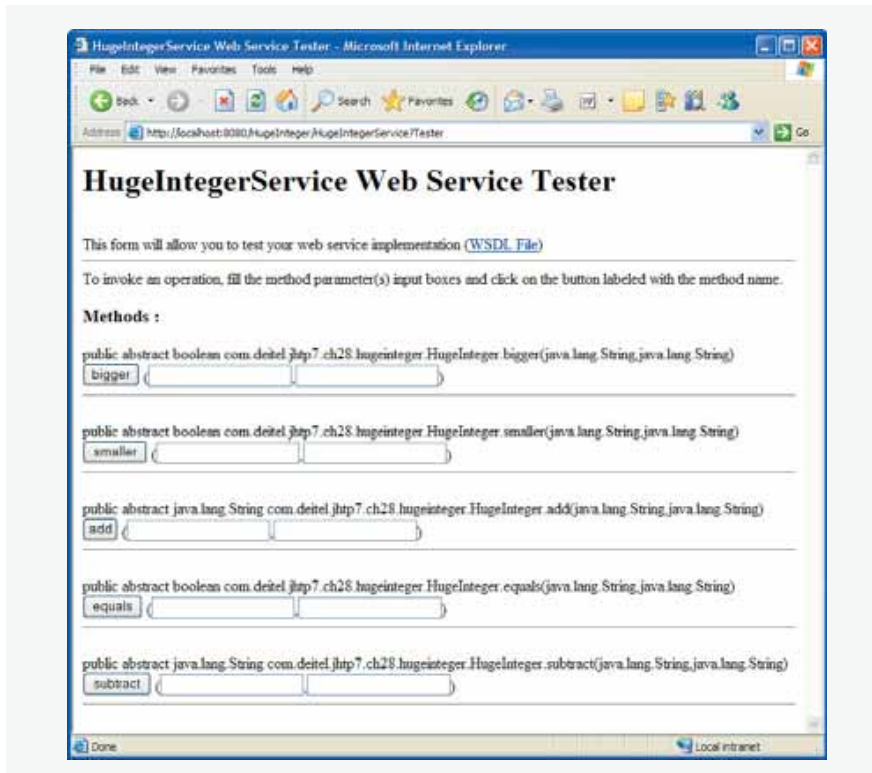 HugeIntegerService Web Service Tester - Microsoft Internet Explorer
File Edit View Favorites Tools Help
Back Search Favorites
Address http://localhost:8080/HugeInteger/HugeIntegerService?Tester Go
HugeIntegerService Web Service Tester
This form will allow you to test your web service implementation (WSDL File)
To invoke an operation, fill the method parameter(s) input boxes and click on the button labeled with the method name.
Methods :
public abstract boolean com.deitel.jhtp7.ch28.hugeinteger.HugeInteger.bigger(java.lang.String,java.lang.String)
bigger ( , )
public abstract boolean com.deitel.jhtp7.ch28.hugeinteger.HugeInteger.smaller(java.lang.String,java.lang.String)
smaller ( , )
public abstract java.lang.String com.deitel.jhtp7.ch28.hugeinteger.HugeInteger.add(java.lang.String,java.lang.String)
add ( , )
public abstract boolean com.deitel.jhtp7.ch28.hugeinteger.HugeInteger.equals(java.lang.String,java.lang.String)
equals ( , )
public abstract java.lang.String com.deitel.jhtp7.ch28.hugeinteger.HugeInteger.subtract(java.lang.String,java.lang.String)
subtract ( , )
Done Local intranet